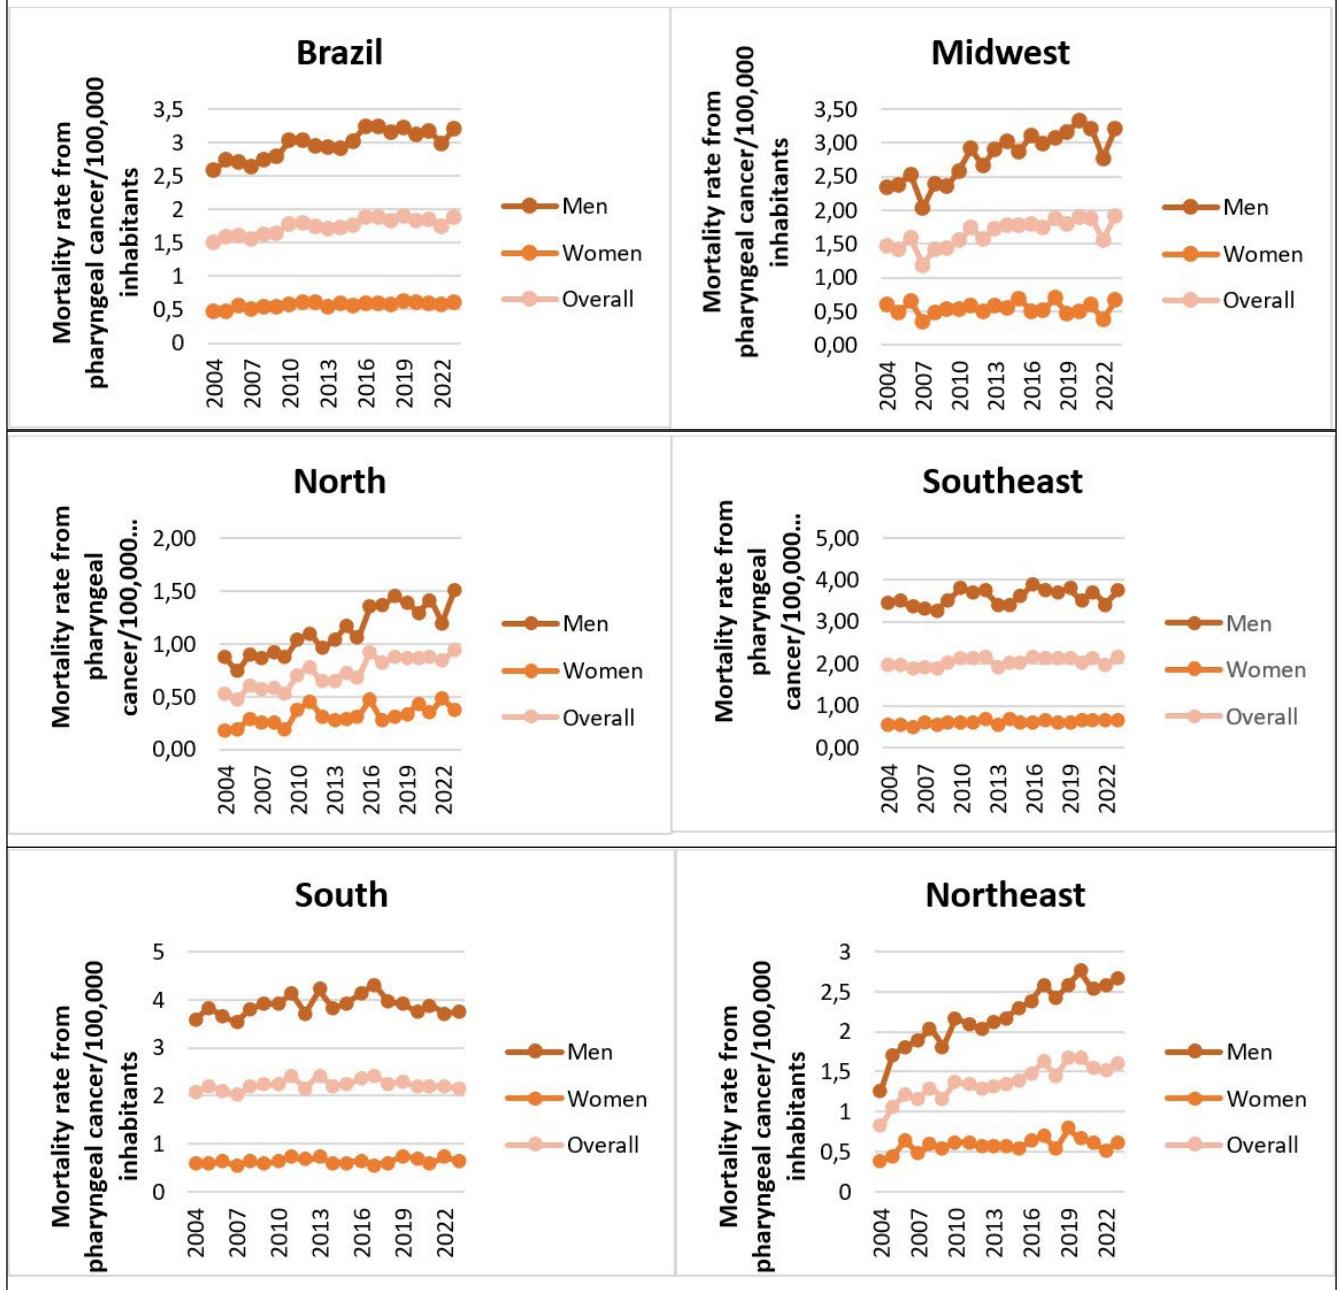 Brazil
Mortality rate from
pharyngeal cancer/100,000
inhabitants
3,5
3
2,5
2
1,5
1
0,5
0
2004
2007
2010
2013
2016
2019
2022
Men
Women
Overall
Midwest
Mortality rate from
pharyngeal cancer/100,000
inhabitants
3,50
3,00
2,50
2,00
1,50
1,00
0,50
0,00
2004
2007
2010
2013
2016
2019
2022
Men
Women
Overall
North
Mortality rate from
pharyngeal
cancer/100,000...
2,00
1,50
1,00
0,50
0,00
2004
2007
2010
2013
2016
2019
2022
Men
Women
Overall
Southeast
Mortality rate from
pharyngeal
cancer/100,000...
5,00
4,00
3,00
2,00
1,00
0,00
2004
2007
2010
2013
2016
2019
2022
Men
Women
Overall
South
Mortality rate from
pharyngeal cancer/100,000
inhabitants
5
4
3
2
1
0
2004
2007
2010
2013
2016
2019
2022
Men
Women
Overall
Northeast
Mortality rate from
pharyngeal cancer/100,000
inhabitants
3
2,5
2
1,5
1
0,5
0
2004
2007
2010
2013
2016
2019
2022
Men
Women
Overall